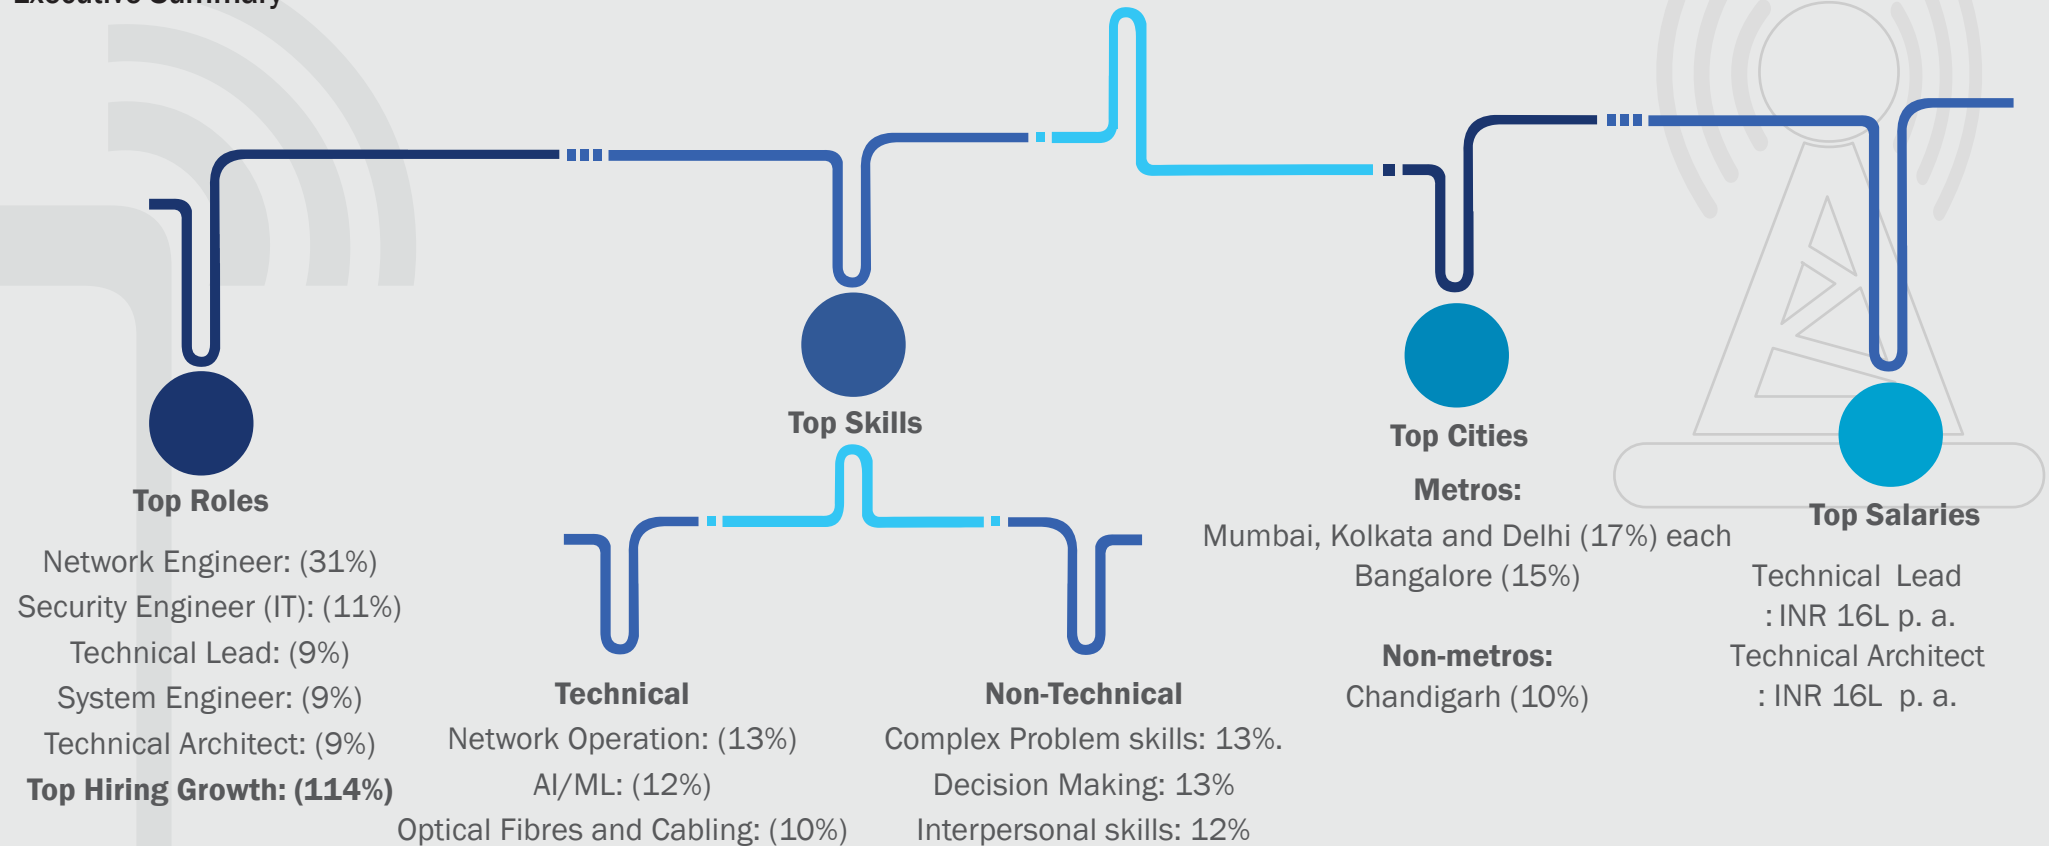 Executive Summary
Top Roles
Network Engineer: (31%)
Security Engineer (IT): (11%)
Technical Lead: (9%)
System Engineer: (9%)
Technical Architect: (9%)
Top Hiring Growth: (114%)
Top Skills
Technical
Network Operation: (13%)
AI/ML: (12%)
Optical Fibres and Cabling: (10%)
Non-Technical
Complex Problem skills: 13%.
Decision Making: 13%
Interpersonal skills: 12%
Top Cities
Metros:
Mumbai, Kolkata and Delhi (17%) each
Bangalore (15%)
Non-metros:
Chandigarh (10%)
Top Salaries
Technical Lead
: INR 16L p. a.
Technical Architect
: INR 16L p. a.